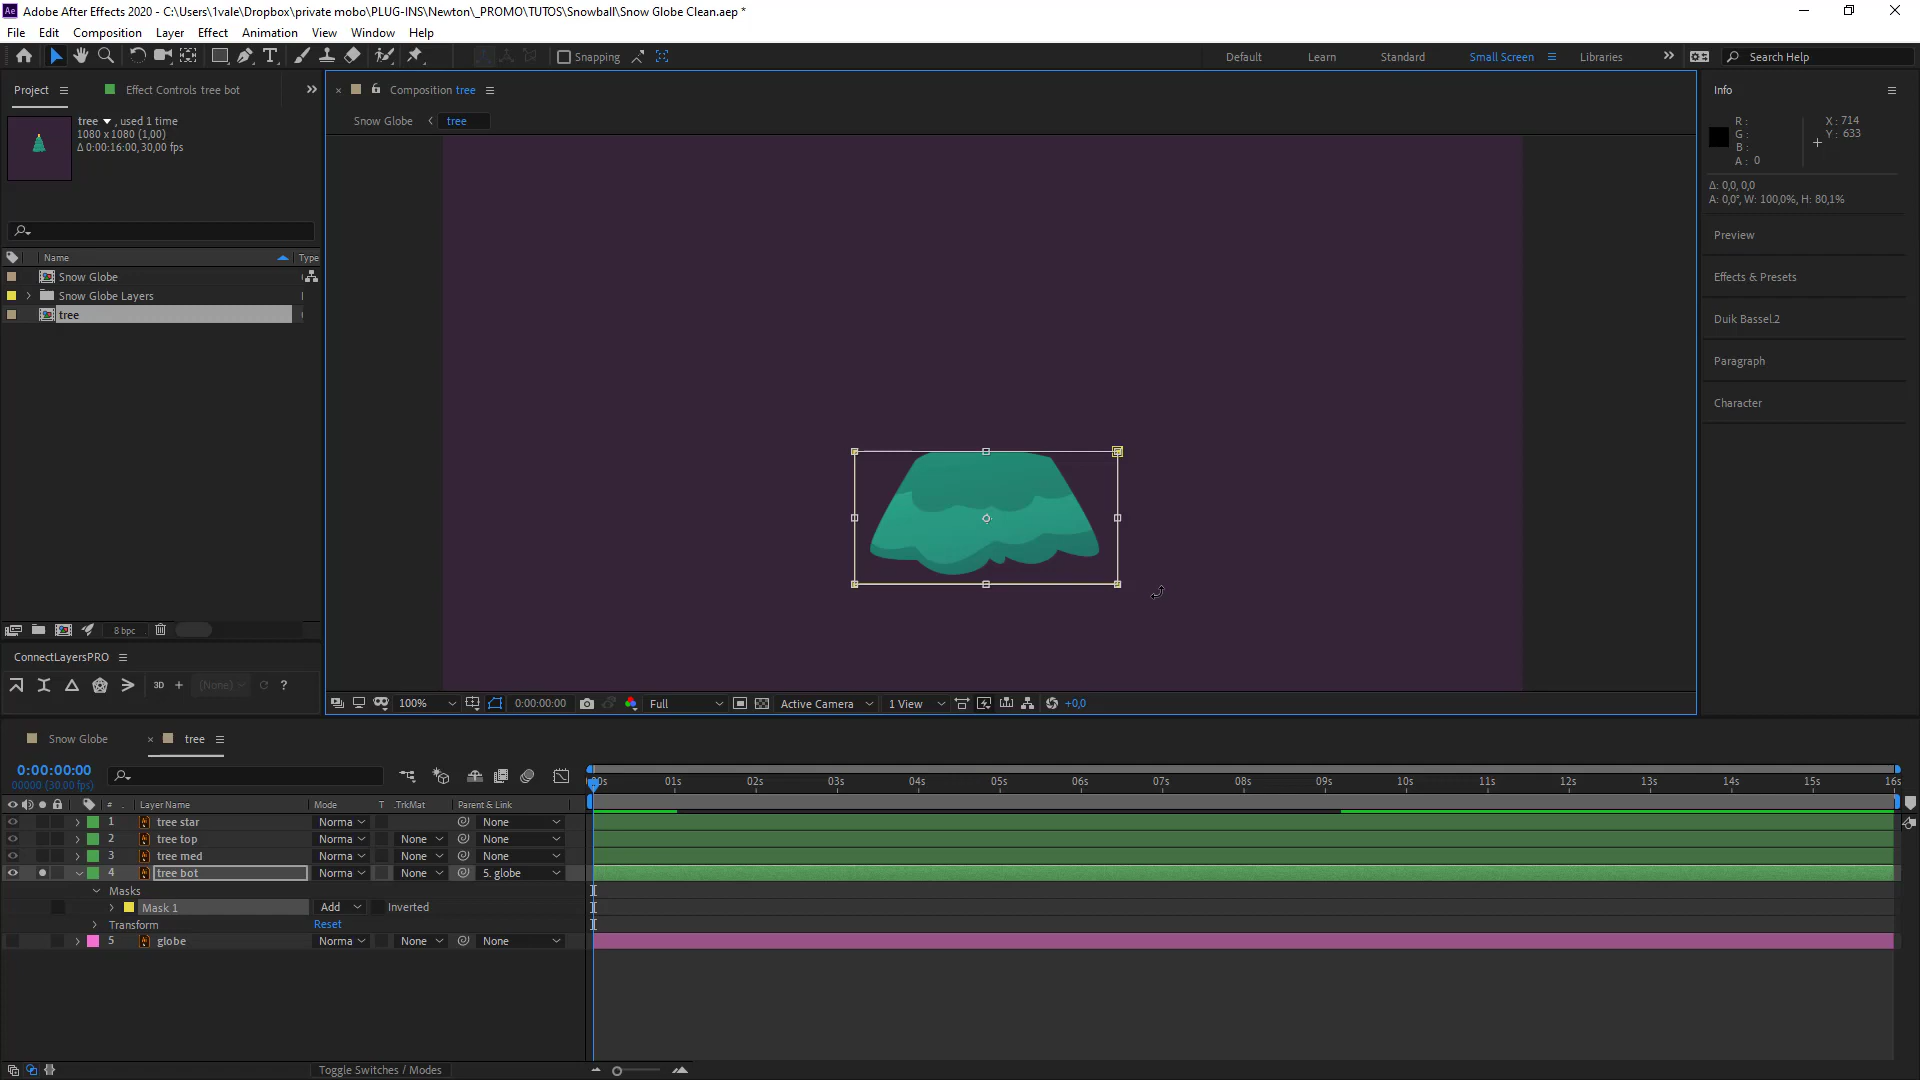 Adobe After Effects 2020 - C:\Users\1vale\Dropbox\private mobo\PLUG-INS\Newton\_PROMO\TUTOS\Snowball\Snow Globe Clean.aep *
File Edit Composition Layer Effect Animation View Window Help
Snapping Default Learn Standard Small Screen Libraries Search Help
Project Effect Controls tree bot Composition tree Info
tree , used 1 time
1080 x 1080 (1,00)
Δ 0:00:16:00, 30,00 fps
Snow Globe tree
R :
G :
B :
A : 0
X : 714
Y : 633
Δ: 0,0, 0,0
A: 0,0°, W: 100,0%, H: 80,1%
Preview
Effects & Presets
Duik Bassel.2
Paragraph
Character
Name Type
Snow Globe
Snow Globe Layers
tree
8 bpc
ConnectLayersPRO
3D + (None) ?
100% 0:00:00:00 Full Active Camera 1 View +0,0
Snow Globe tree
0:00:00:00
00000 (30.00 fps)
:00s 01s 02s 03s 04s 05s 06s 07s 08s 09s 10s 11s 12s 13s 14s 15s 16s
# Layer Name Mode T .TrkMat Parent & Link
1 tree star Norma None
2 tree top Norma None None
3 tree med Norma None None
4 tree bot Norma None 5. globe
Masks
Mask 1 Add Inverted
Transform Reset
5 globe Norma None None
Toggle Switches / Modes